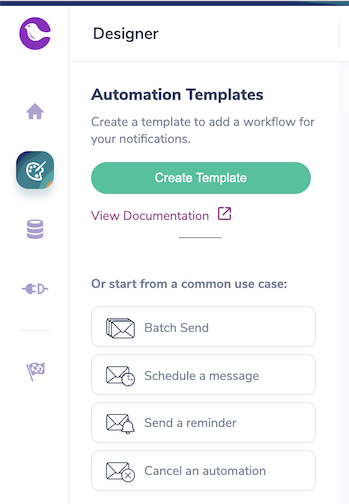 Designer
Automation Templates
Create a template to add a workflow for
your notifications.
Create Template
View Documentation
Or start from a common use case:
Batch Send
Schedule a message
Send a reminder
Cancel an automation